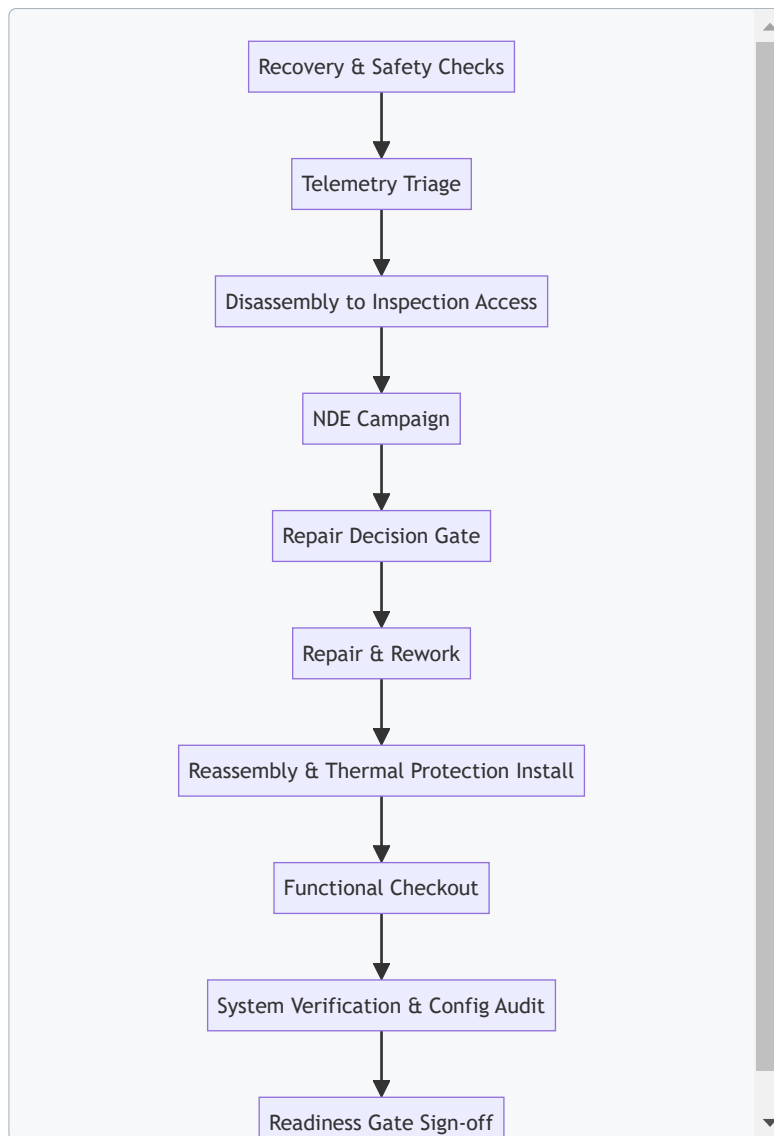 Recovery & Safety Checks
Telemetry Triage
Disassembly to Inspection Access
NDE Campaign
Repair Decision Gate
Repair & Rework
Reassembly & Thermal Protection Install
Functional Checkout
System Verification & Config Audit
Readiness Gate Sign-off